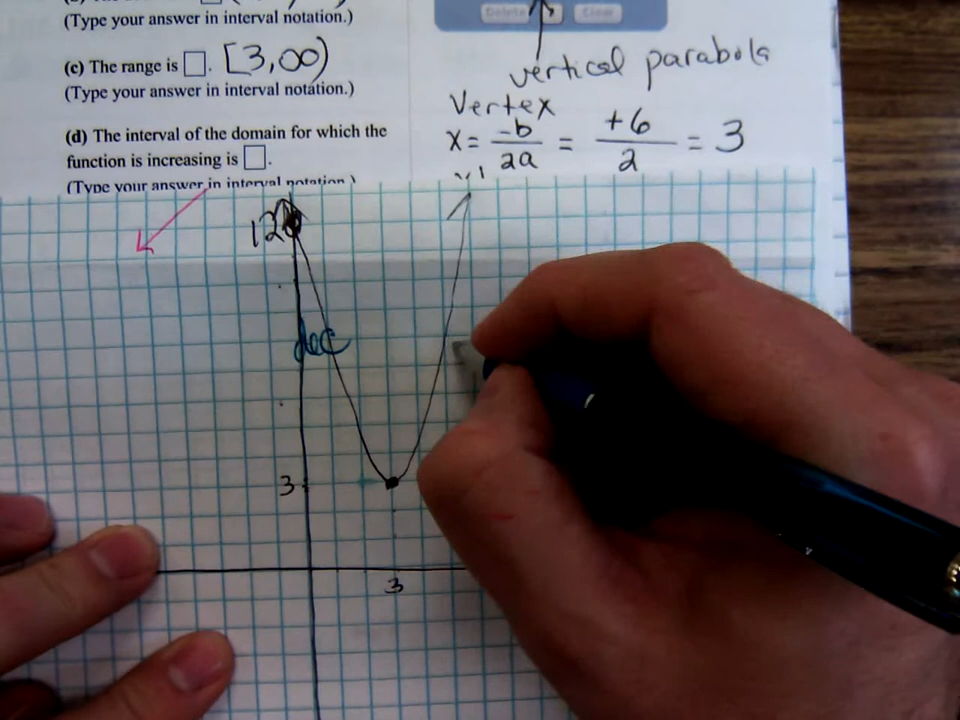 (Type your answer in interval notation.)
(c) The range is . [3,∞)
(Type your answer in interval notation.)
(d) The interval of the domain for which the
function is increasing is .
(Type your answer in interval notation.)
Delete Clear
vertical parabola
Vertex
x = -b/2a = +6/2 = 3
12
dec
3
3